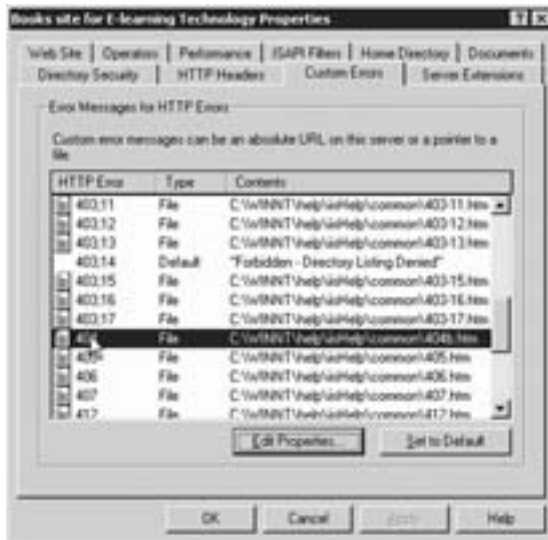 Books site for E-learning Technology Properties
Web Site Operators Performance ISAPI Filters Home Directory Documents
Directory Security HTTP Headers Custom Errors Server Extensions
Error Messages for HTTP Errors
Custom error messages can be an absolute URL on this server or a pointer to a
file.
HTTP Error Type Contents
403;11 File C:\WINNT\help\iisHelp\common\403-11.htm
403;12 File C:\WINNT\help\iisHelp\common\403-12.htm
403;13 File C:\WINNT\help\iisHelp\common\403-13.htm
403;14 Default "Forbidden - Directory Listing Denied"
403;15 File C:\WINNT\help\iisHelp\common\403-15.htm
403;16 File C:\WINNT\help\iisHelp\common\403-16.htm
403;17 File C:\WINNT\help\iisHelp\common\403-17.htm
File C:\WINNT\help\iisHelp\common\404b.htm
405 File C:\WINNT\help\iisHelp\common\405.htm
406 File C:\WINNT\help\iisHelp\common\406.htm
407 File C:\WINNT\help\iisHelp\common\407.htm
412 File C:\WINNT\help\iisHelp\common\412.htm
Edit Properties... Set to Default
OK Cancel Apply Help